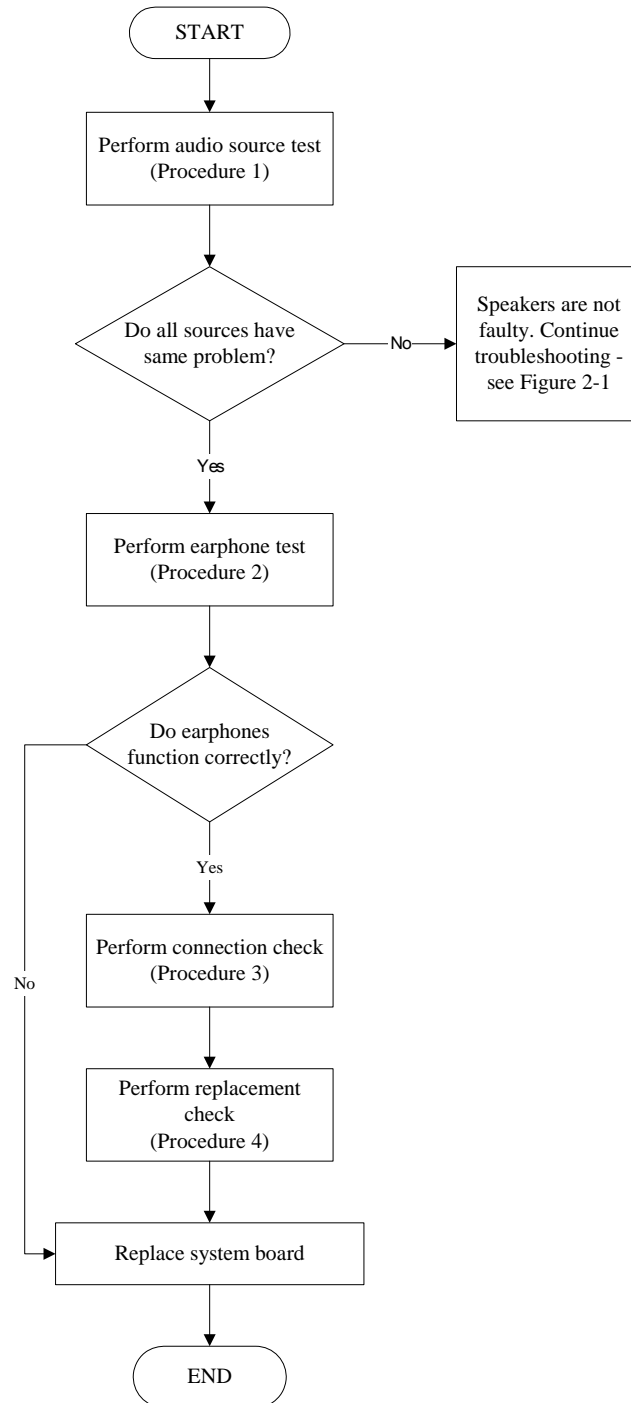 START
Perform audio source test
(Procedure 1)
Do all sources have
same problem?
No
Speakers are not
faulty. Continue
troubleshooting -
see Figure 2-1
Yes
Perform earphone test
(Procedure 2)
Do earphones
function correctly?
Yes
Perform connection check
(Procedure 3)
No
Perform replacement
check
(Procedure 4)
Replace system board
END